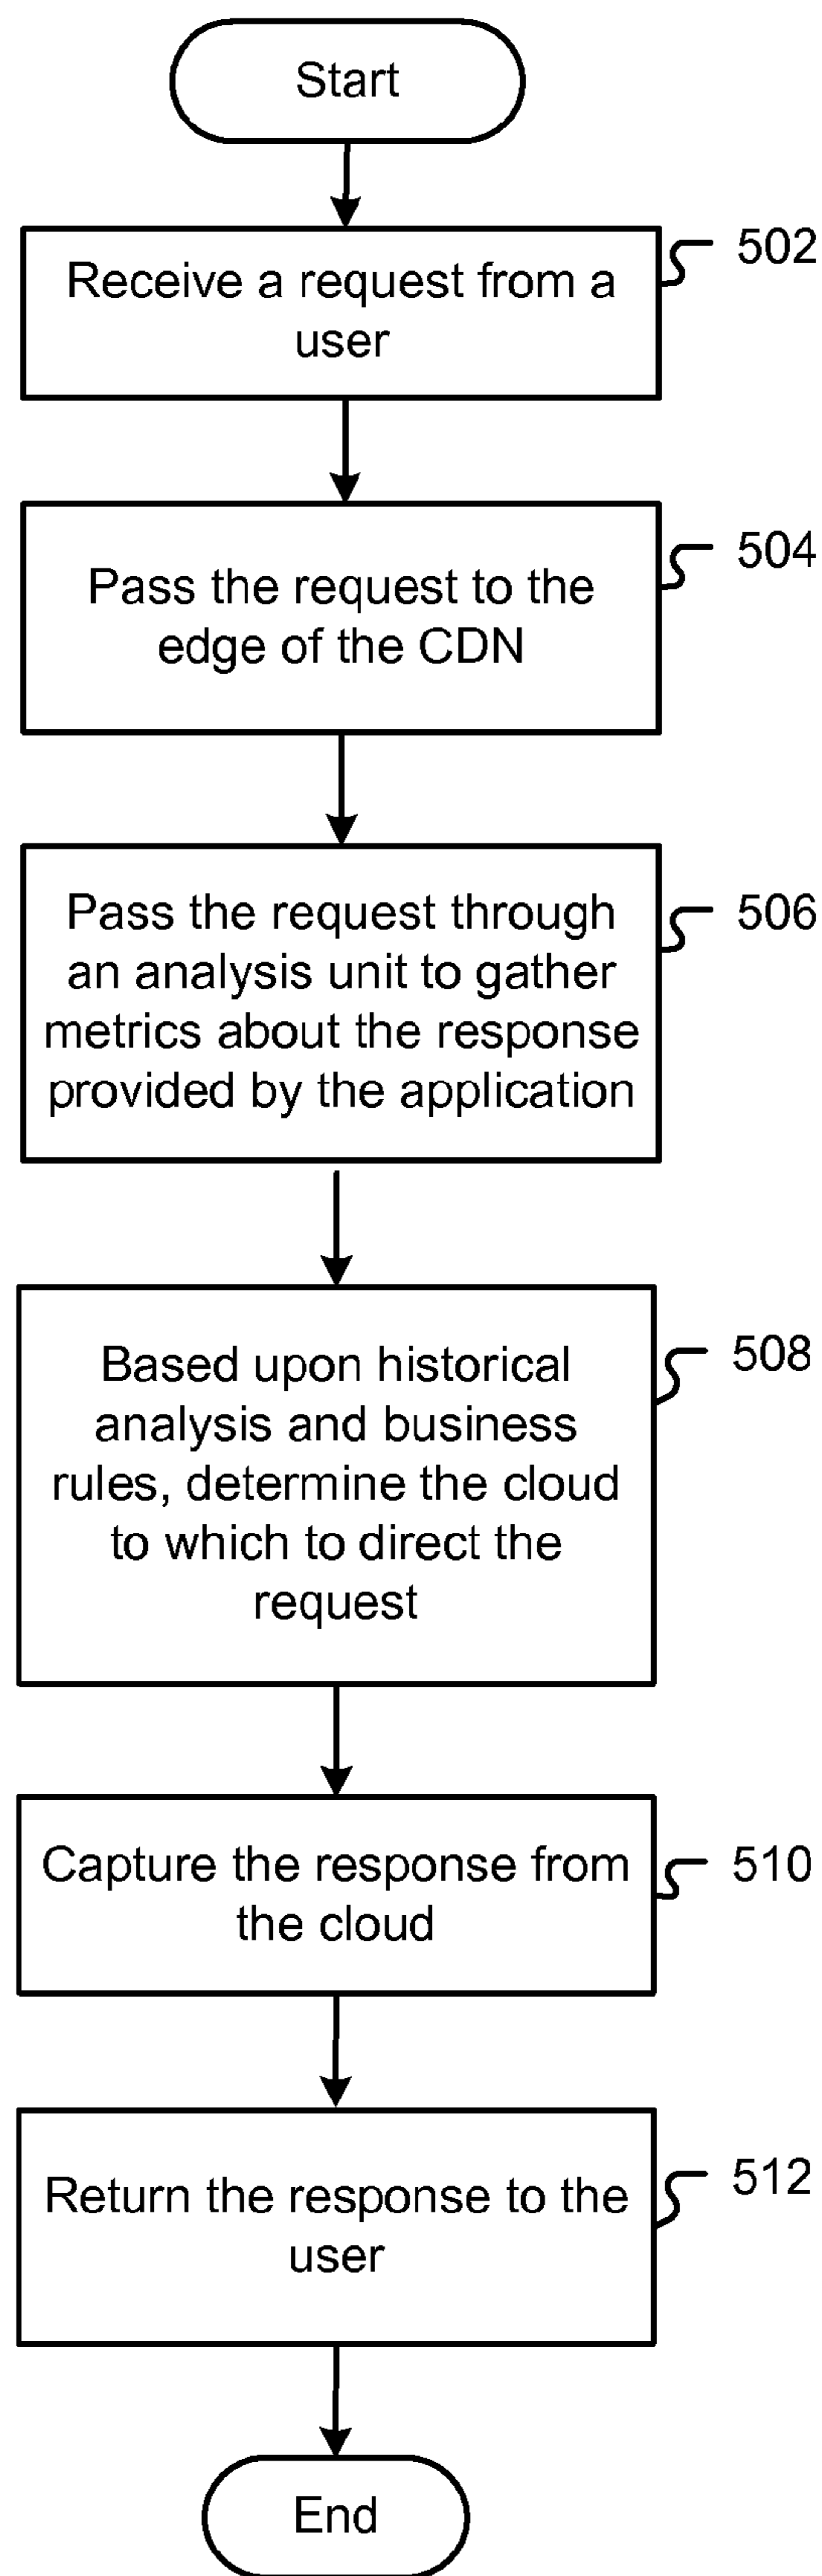 Start
502
Receive a request from a
user
504
Pass the request to the
edge of the CDN
506
Pass the request through
an analysis unit to gather
metrics about the response
provided by the application
508
Based upon historical
analysis and business
rules, determine the cloud
to which to direct the
request
510
Capture the response from
the cloud
512
Return the response to the
user
End